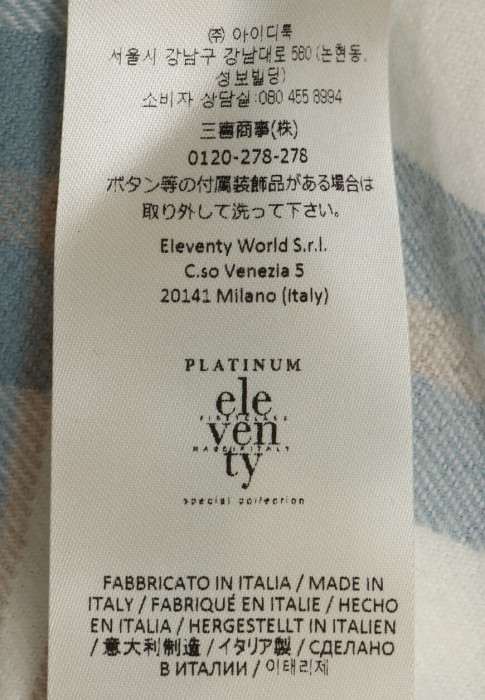 (주) 아이디룩
서울시 강남구 강남대로 580 (논현동,
성보빌딩)
소비자 상담실:080 455 8994
三喜商事(株)
0120-278-278
ボタン等の付属装飾品がある場合は
取り外して洗って下さい。
Eleventy World S.r.l.
C.so Venezia 5
20141 Milano (Italy)
PLATINUM
ele
FIRSTCLASS
ven
MADEINITALY
ty
special collection
FABBRICATO IN ITALIA / MADE IN
ITALY / FABRIQUÉ EN ITALIE / HECHO
EN ITALIA / HERGESTELLT IN ITALIEN
/ 意大利制造 / イタリア製 / СДЕЛАНО
В ИТАЛИИ / 이태리제